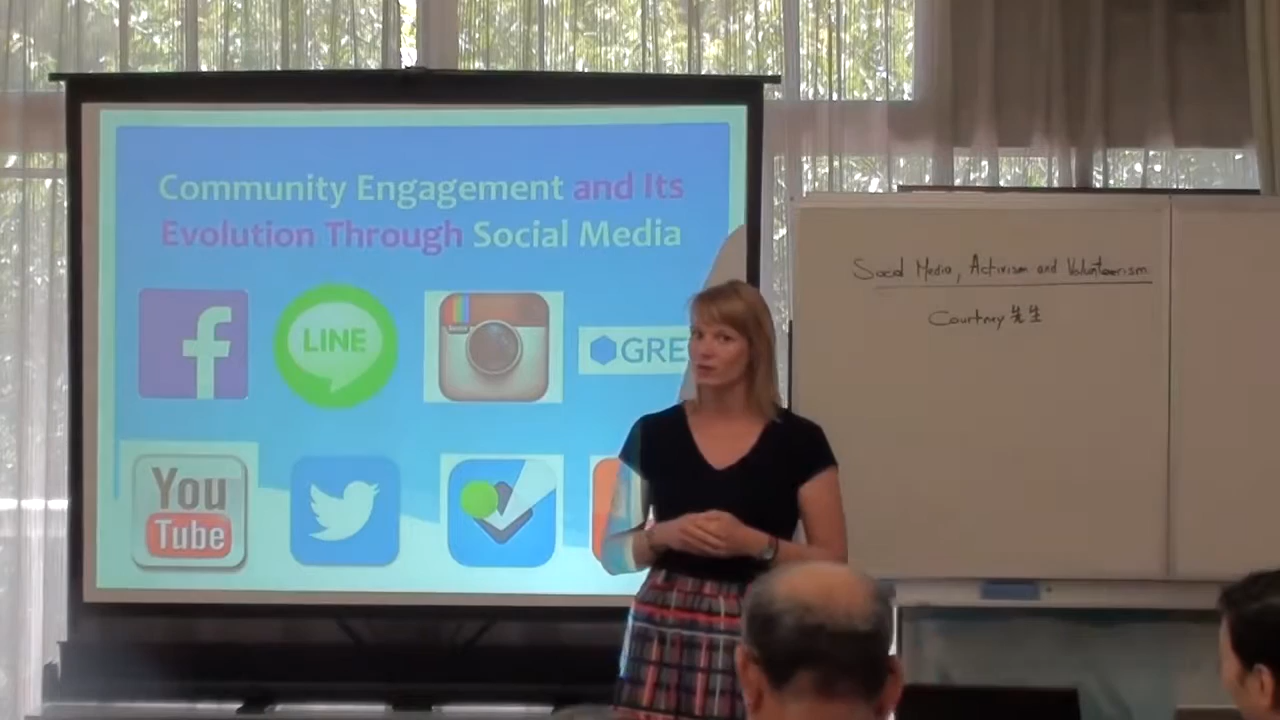 Community Engagement and Its
Evolution Through Social Media
f
LINE
GRE
You
Tube
Social Media, Activism and Volunteerism
Courtney 先生